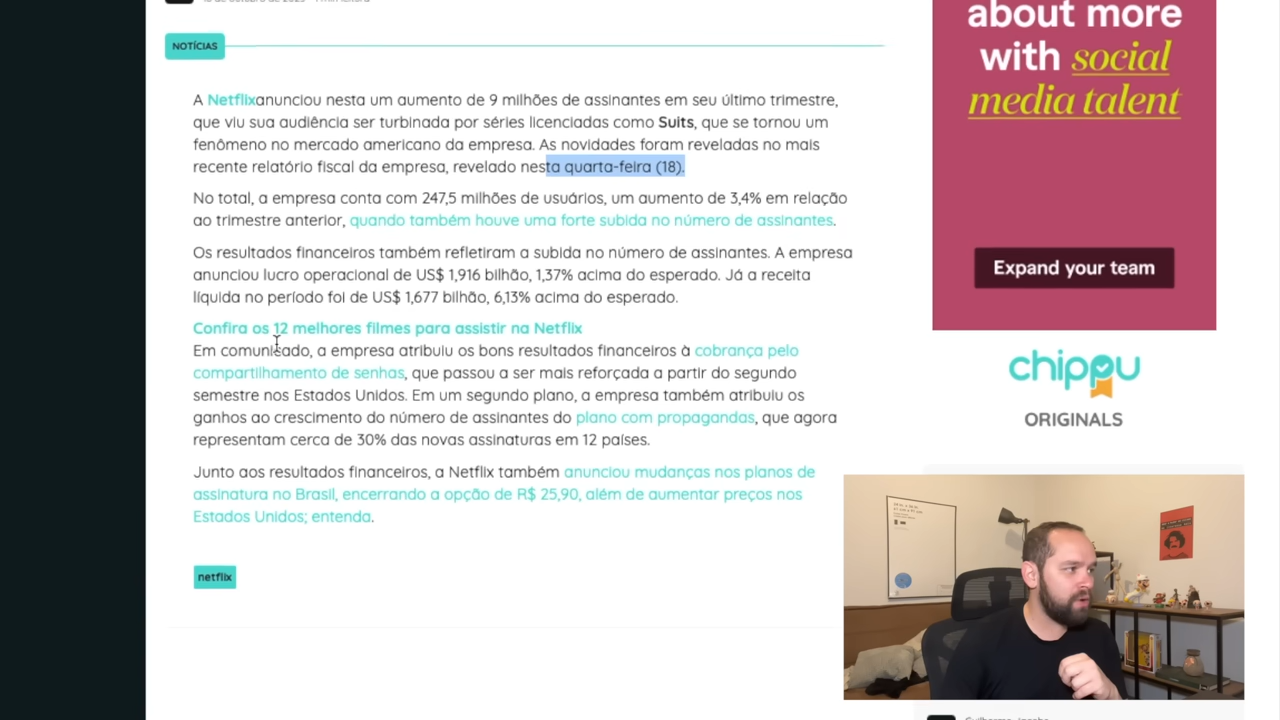 NOTÍCIAS
A Netflixanunciou nesta um aumento de 9 milhões de assinantes em seu último trimestre,
que viu sua audiência ser turbinada por séries licenciadas como Suits, que se tornou um
fenômeno no mercado americano da empresa. As novidades foram reveladas no mais
recente relatório fiscal da empresa, revelado nesta quarta-feira (18).
No total, a empresa conta com 247,5 milhões de usuários, um aumento de 3,4% em relação
ao trimestre anterior, quando também houve uma forte subida no número de assinantes.
Os resultados financeiros também refletiram a subida no número de assinantes. A empresa
anunciou lucro operacional de US$ 1,916 bilhão, 1,37% acima do esperado. Já a receita
líquida no período foi de US$ 1,677 bilhão, 6,13% acima do esperado.
Confira os 12 melhores filmes para assistir na Netflix
Em comunicado, a empresa atribuiu os bons resultados financeiros à cobrança pelo
compartilhamento de senhas, que passou a ser mais reforçada a partir do segundo
semestre nos Estados Unidos. Em um segundo plano, a empresa também atribuiu os
ganhos ao crescimento do número de assinantes do plano com propagandas, que agora
representam cerca de 30% das novas assinaturas em 12 países.
Junto aos resultados financeiros, a Netflix também anunciou mudanças nos planos de
assinatura no Brasil, encerrando a opção de R$ 25,90, além de aumentar preços nos
Estados Unidos; entenda.
netflix
about more
with social
media talent
Expand your team
chippu
ORIGINALS